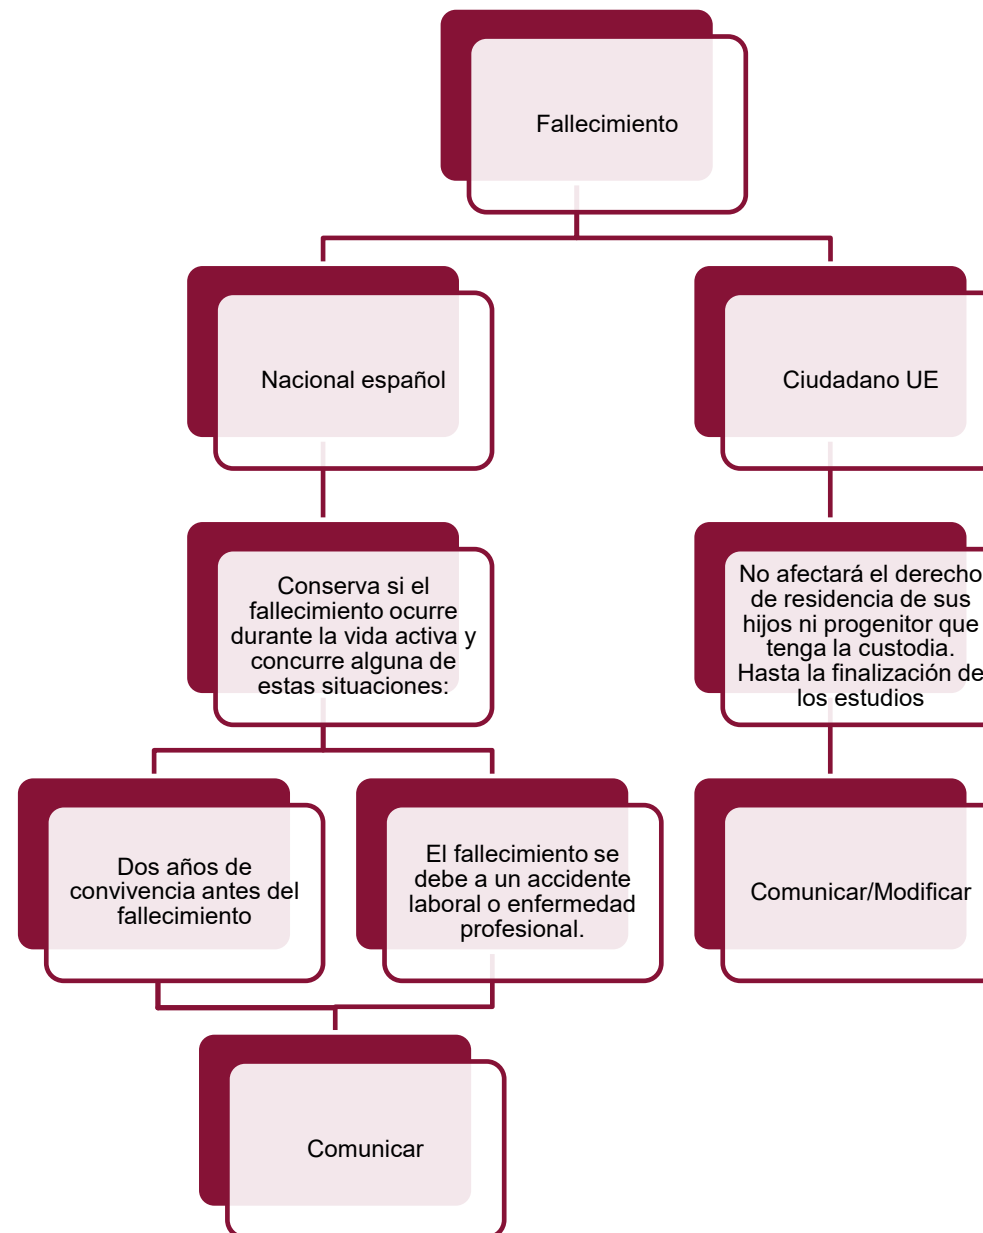 Fallecimiento
Nacional español
Ciudadano UE
Conserva si el
fallecimiento ocurre
durante la vida activa y
concurre alguna de
estas situaciones:
No afectará el derecho
de residencia de sus
hijos ni progenitor que
tenga la custodia.
Hasta la finalización de
los estudios
Dos años de
convivencia antes del
fallecimiento
El fallecimiento se
debe a un accidente
laboral o enfermedad
profesional.
Comunicar/Modificar
Comunicar